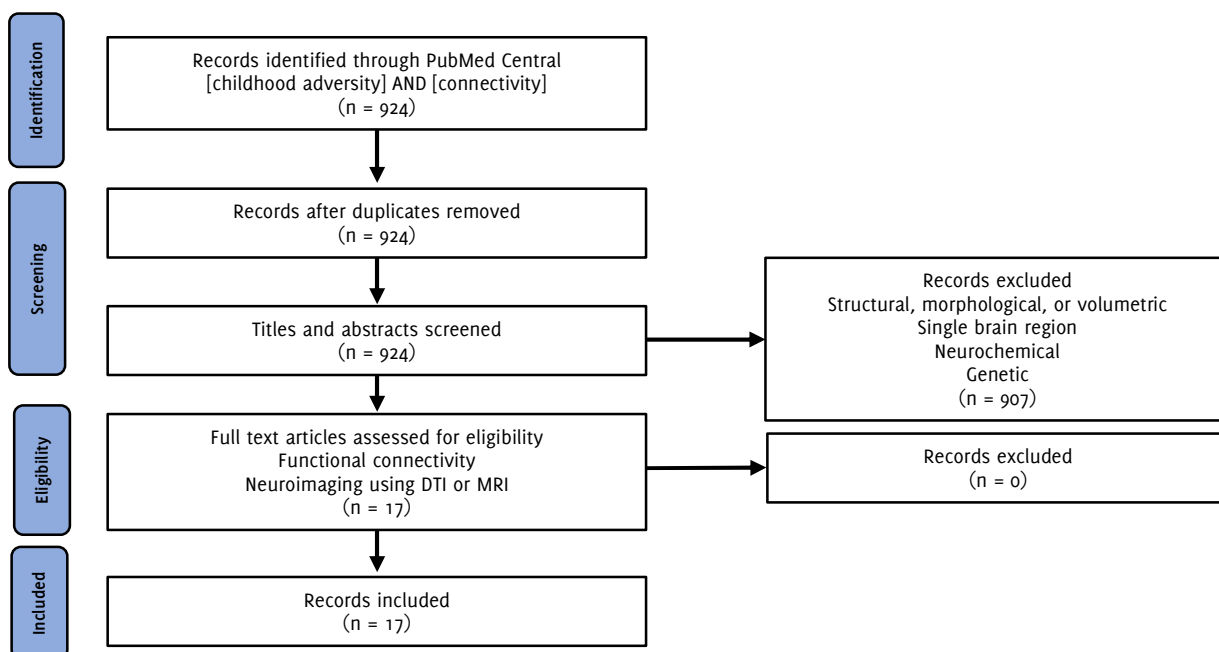 Identification
Records identified through PubMed Central
[childhood adversity] AND [connectivity]
(n = 924)
Screening
Records after duplicates removed
(n = 924)
Titles and abstracts screened
(n = 924)
Records excluded
Structural, morphological, or volumetric
Single brain region
Neurochemical
Genetic
(n = 907)
Eligibility
Full text articles assessed for eligibility
Functional connectivity
Neuroimaging using DTI or MRI
(n = 17)
Records excluded
(n = 0)
Included
Records included
(n = 17)